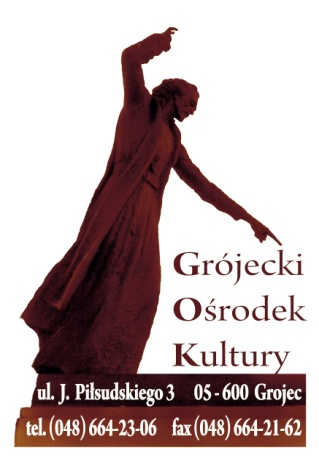 Grójecki
Ośrodek
Kultury
ul. J. Piłsudskiego 3 05-600 Grojec
tel. (048) 664-23-06 fax (048) 664-21-62